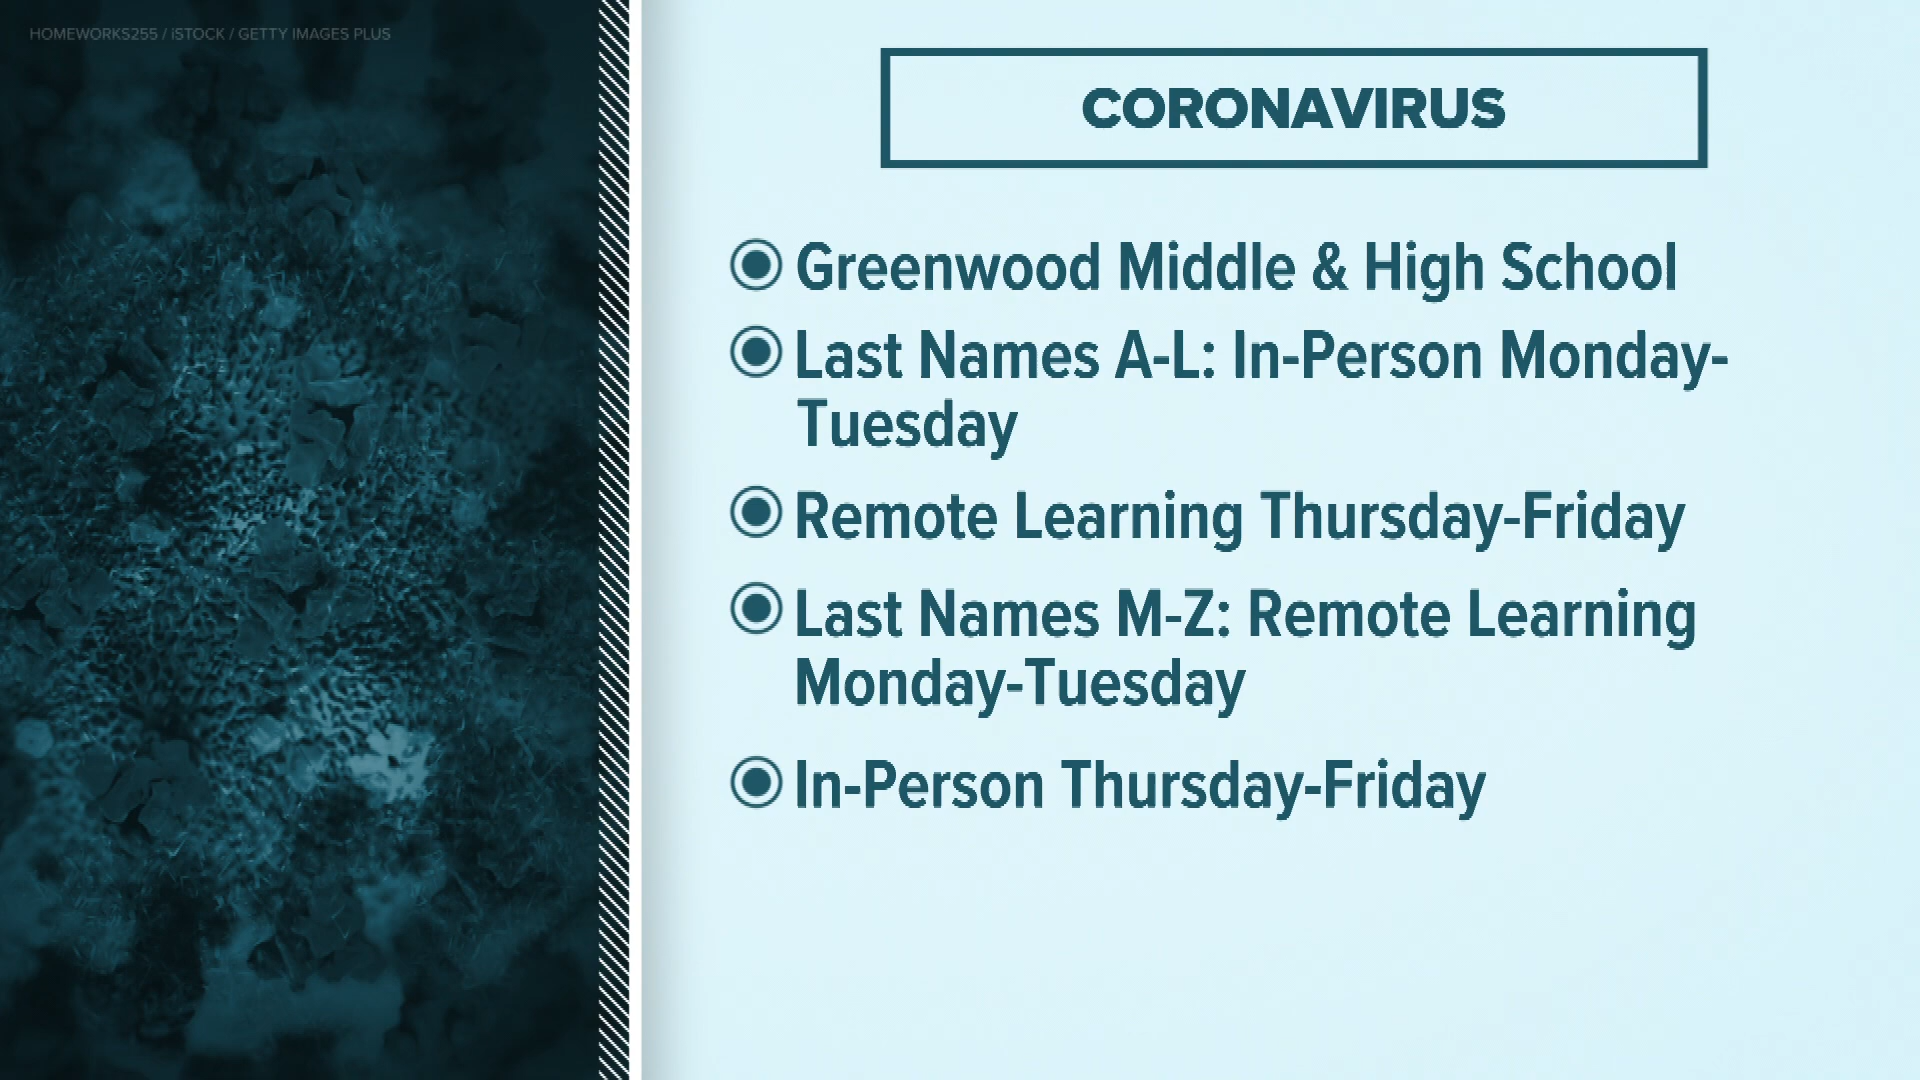 HOMEWORKS255 / iSTOCK / GETTY IMAGES PLUS
CORONAVIRUS
Greenwood Middle & High School
Last Names A-L: In-Person Monday-
Tuesday
Remote Learning Thursday-Friday
Last Names M-Z: Remote Learning
Monday-Tuesday
In-Person Thursday-Friday